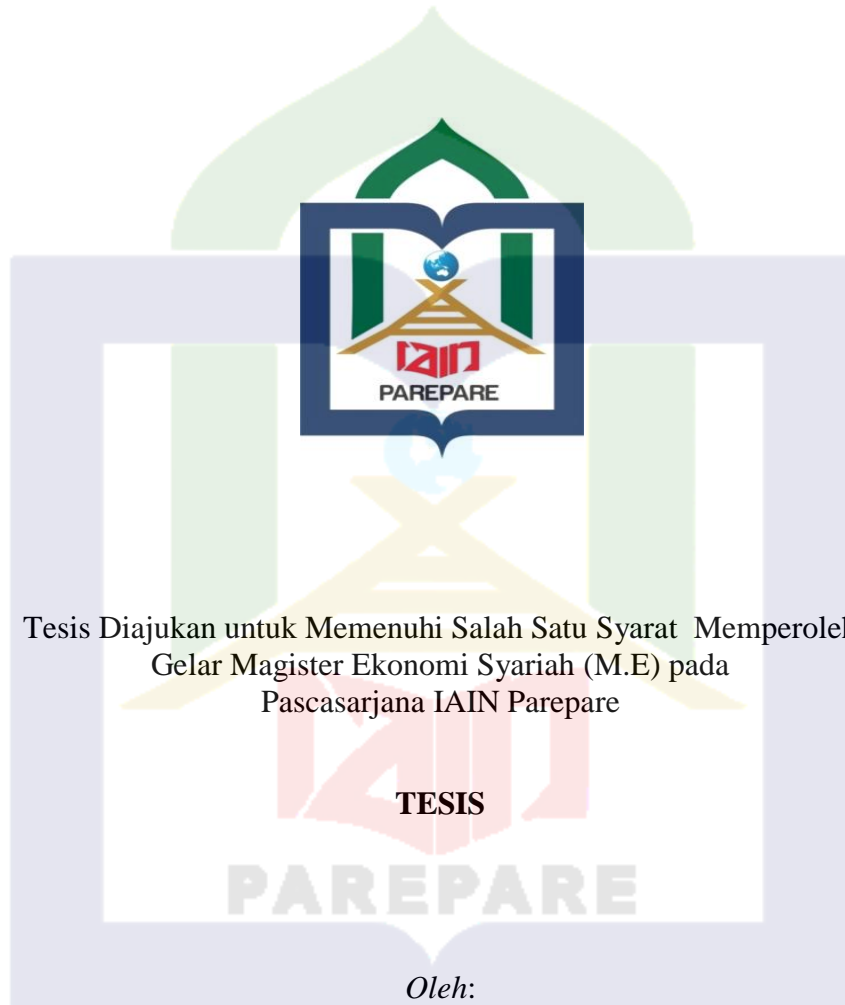 iain
PAREPARE
Tesis Diajukan untuk Memenuhi Salah Satu Syarat Memperoleh
Gelar Magister Ekonomi Syariah (M.E) pada
Pascasarjana IAIN Parepare
TESIS
PAREPARE
Oleh: